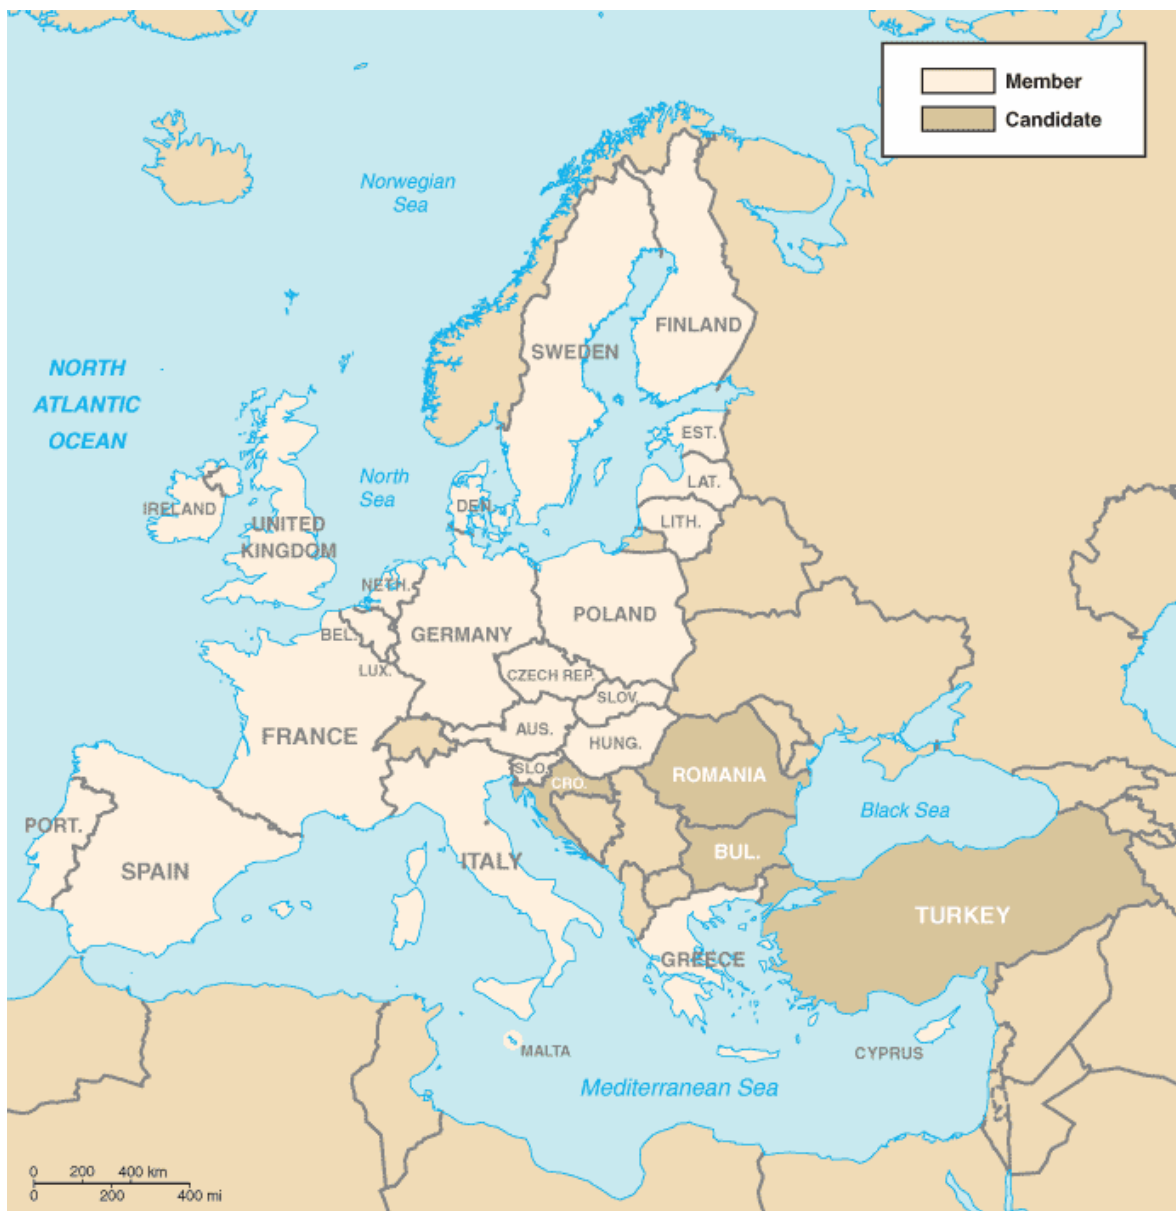 Member
Candidate
Norwegian
Sea
FINLAND
SWEDEN
NORTH
ATLANTIC
OCEAN
EST.
North
Sea
LAT.
IRELAND
DEN.
LITH.
UNITED
KINGDOM
NETH.
POLAND
BEL.
GERMANY
LUX.
CZECH REP.
SLOV.
AUS.
FRANCE
HUNG.
SLO.
ROMANIA
CRO.
Black Sea
PORT.
BUL.
ITALY
SPAIN
TURKEY
GREECE
MALTA
CYPRUS
Mediterranean Sea
0 200 400 km
0 200 400 mi